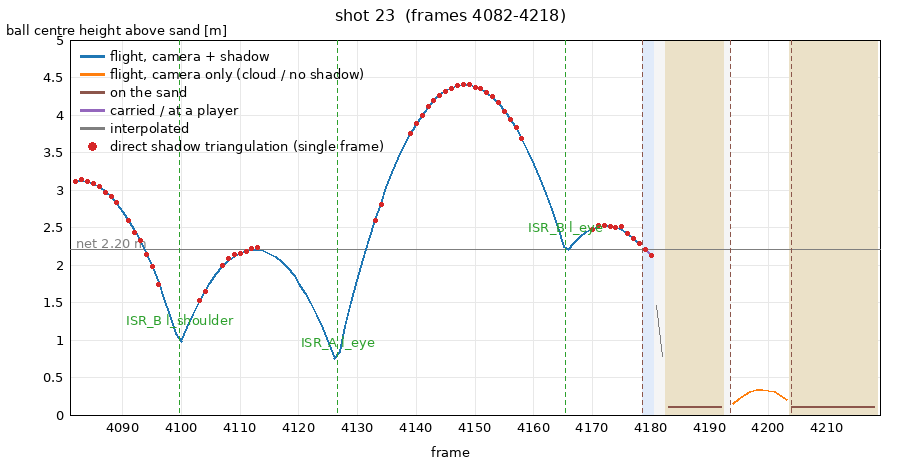 shot 23 (frames 4082-4218)
ball centre height above sand [m]
5
flight, camera + shadow
4.5
flight, camera only (cloud / no shadow)
on the sand
4
carried / at a player
interpolated
3.5
direct shadow triangulation (single frame)
3
2.5
ISR_B l_eye
net 2.20 m
2
1.5
ISR_B l_shoulder
1
ISR_A l_eye
0.5
0
4090 4100 4110 4120 4130 4140 4150 4160 4170 4180 4190 4200 4210
frame